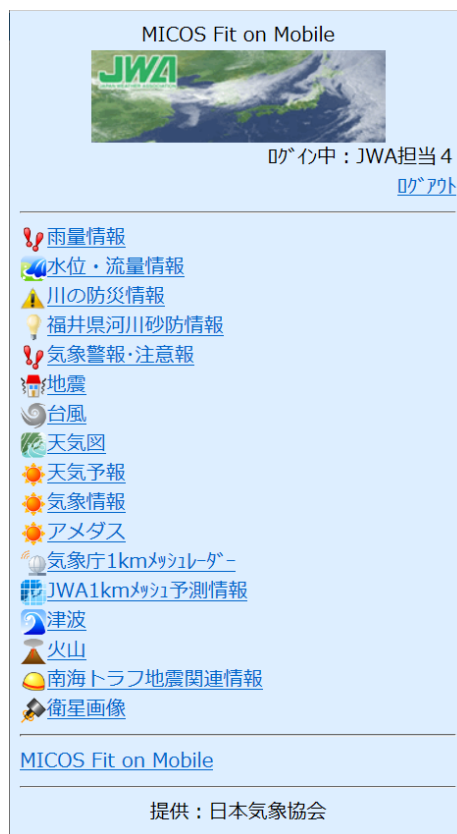 MICOS Fit on Mobile
JWA
JAPAN WEATHER ASSOCIATION
ﾛｸﾞｲﾝ中：JWA担当４
ﾛｸﾞｱｳﾄ
雨量情報
水位・流量情報
川の防災情報
福井県河川砂防情報
気象警報･注意報
地震
台風
天気図
天気予報
気象情報
アメダス
気象庁1kmﾒｯｼｭﾚｰﾀﾞｰ
JWA1kmﾒｯｼｭ予測情報
津波
火山
南海トラフ地震関連情報
衛星画像
MICOS Fit on Mobile
提供：日本気象協会